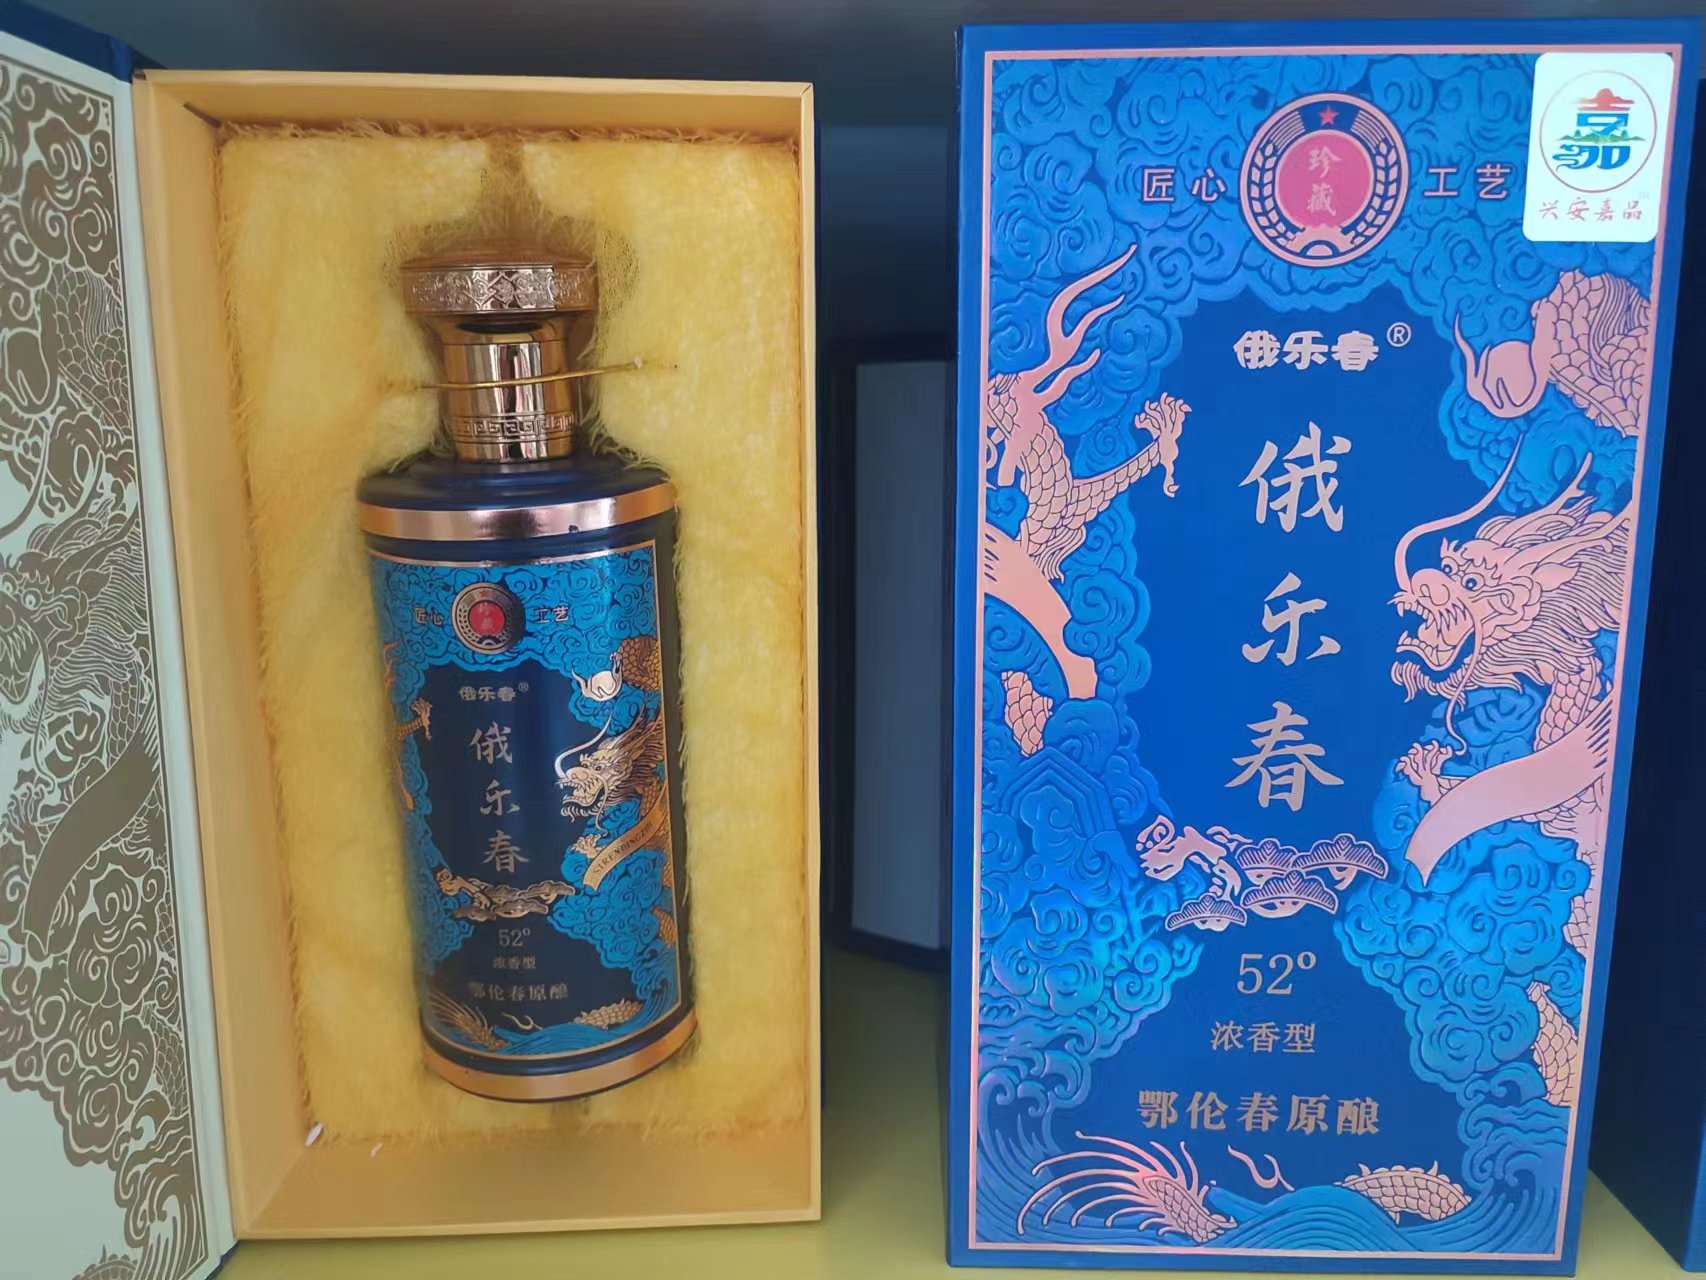 匠心 珍藏 工艺
俄乐春®
俄乐春
52°
浓香型
鄂伦春原酿
匠心 珍藏 工艺
兴安嘉品
俄乐春®
俄乐春
52°
浓香型
鄂伦春原酿